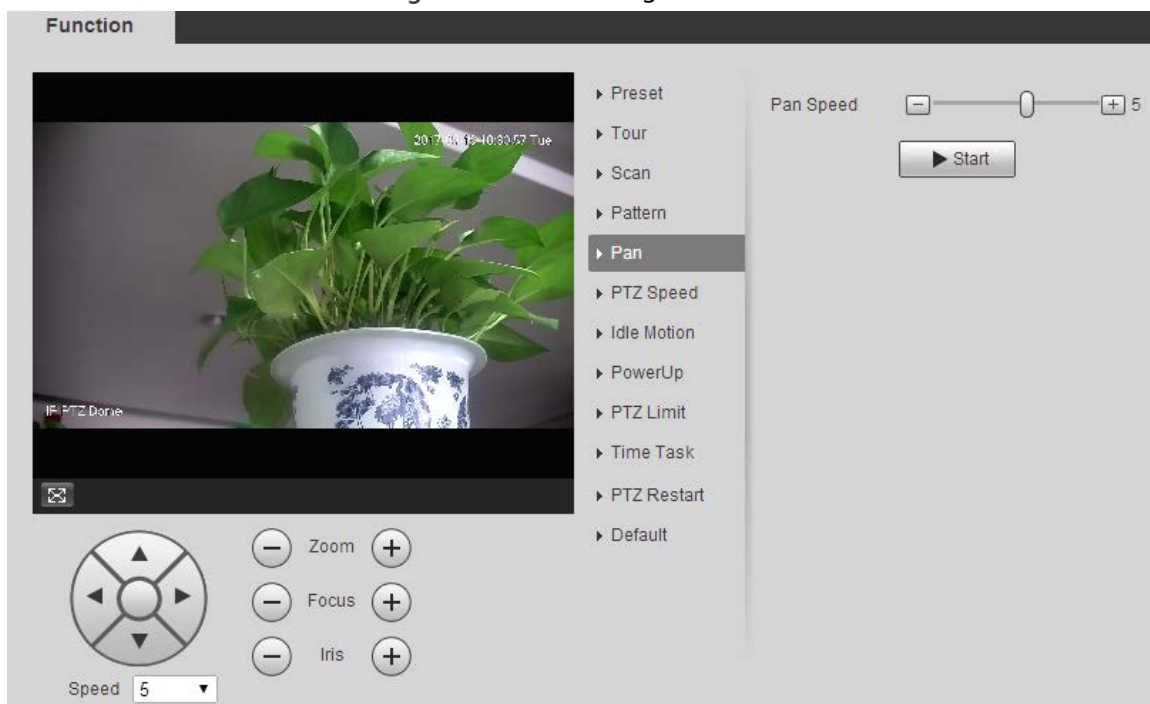 Function
Preset
Tour
Scan
Pattern
Pan
PTZ Speed
Idle Motion
PowerUp
PTZ Limit
Time Task
PTZ Restart
Default
Pan Speed
5
Start
Tue
PTZ Dome
Zoom
Focus
Iris
Speed 5